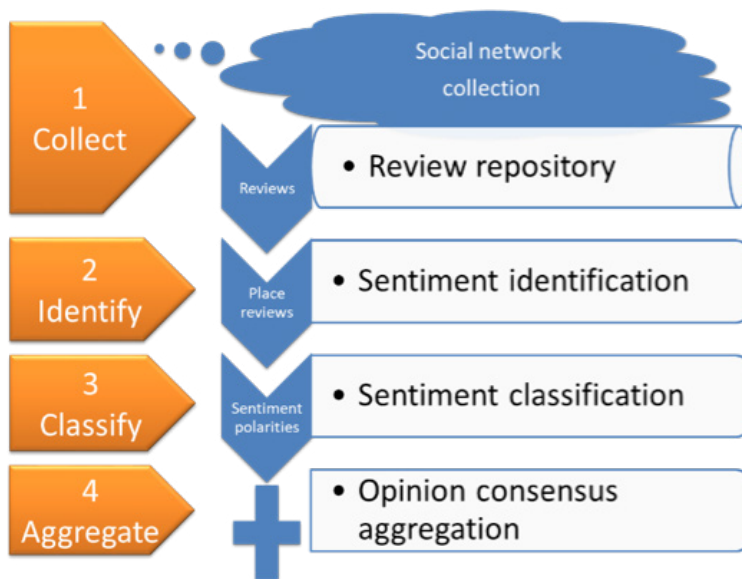 1
Collect
Social network
collection
Reviews
• Review repository
2
Identify
Place
reviews
• Sentiment identification
3
Classify
Sentiment
polarities
• Sentiment classification
4
Aggregate
• Opinion consensus
aggregation